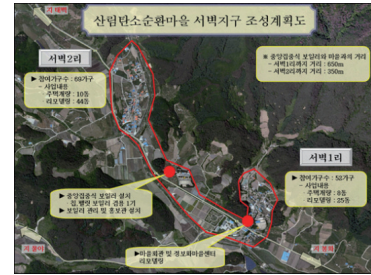 산림탄소순환마을 서벽지구 조성계획도
서벽2리
▶ 참여가구수 : 69가구
- 사업내용
· 주택개량 : 10동
· 리모델링 : 44동
※ 중앙집중식 보일러와 마을과의 거리
- 서벽1리까지 거리 : 650m
- 서벽2리까지 거리 : 350m
서벽1리
▶ 참여가구수 : 52가구
- 사업내용
· 주택개량 : 8동
· 리모델링 : 35동
▶ 중앙집중식 보일러 설치
칩,펠릿 보일러 겸용 1기
▶ 보일러 관리 및 홍보관 설치
▶마을회관 및 정보화마을센터
리모델링